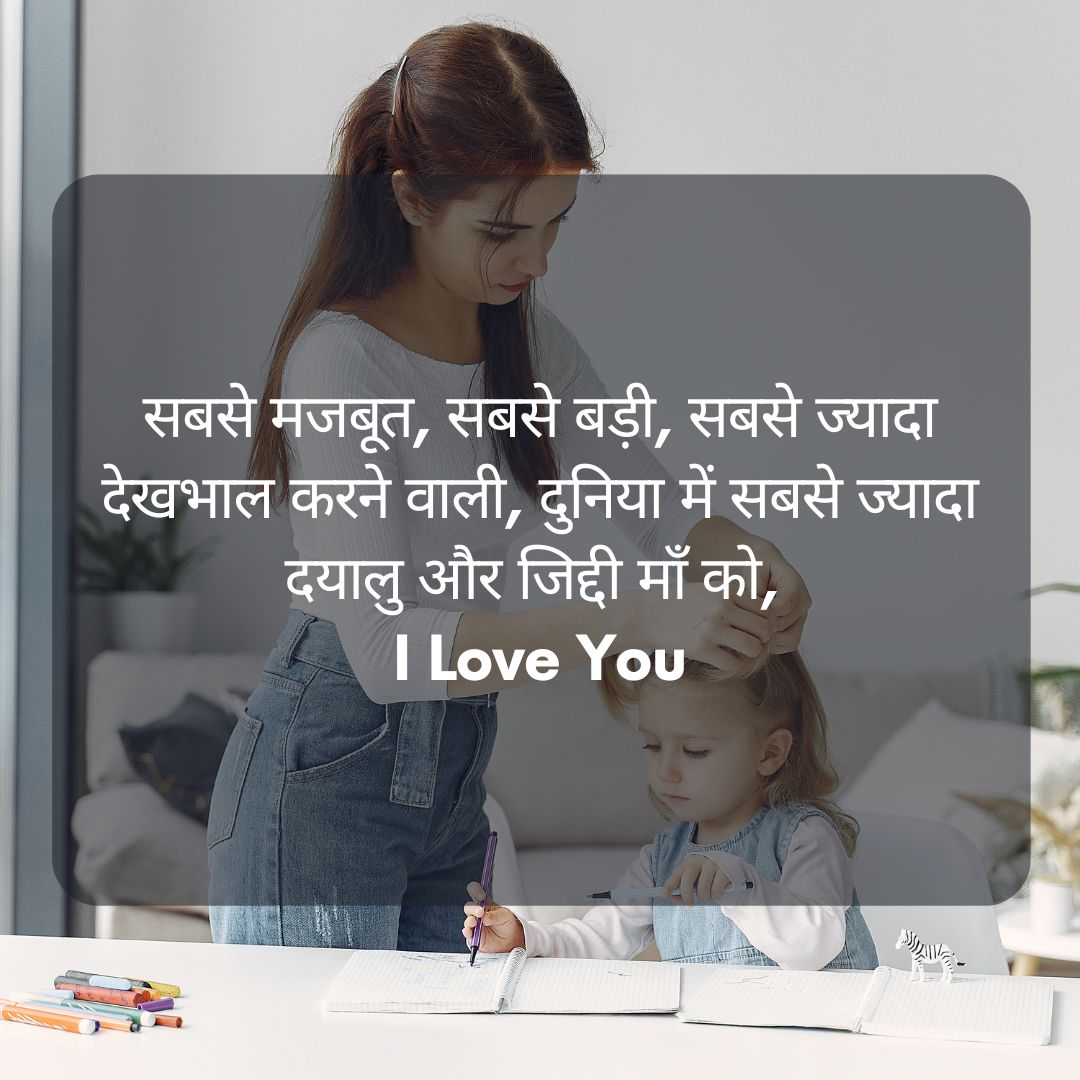 सबसे मजबूत, सबसे बड़ी, सबसे ज्यादा
देखभाल करने वाली, दुनिया में सबसे ज्यादा
दयालु और जिद्दी माँ को,
I Love You